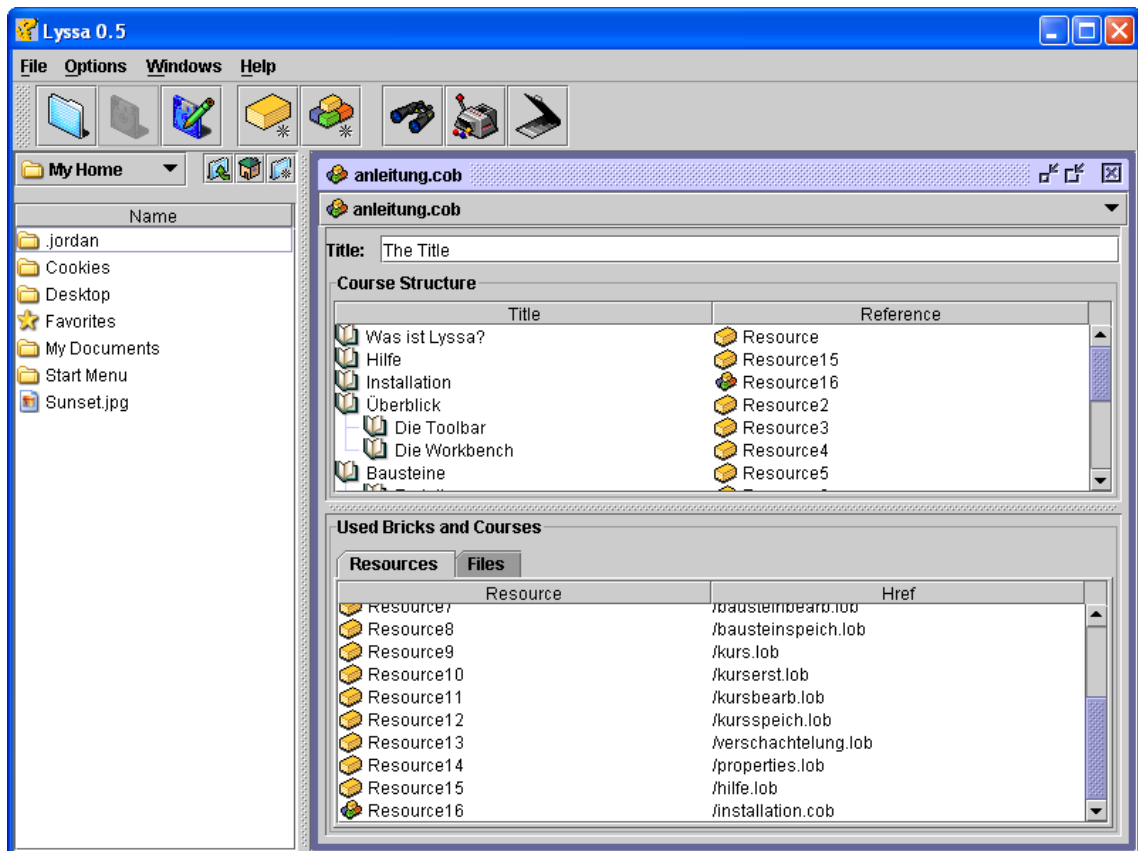 Lyssa 0.5
File Options Windows Help
My Home
Name
.jordan
Cookies
Desktop
Favorites
My Documents
Start Menu
Sunset.jpg
anleitung.cob
anleitung.cob
Title: The Title
Course Structure
Title Reference
Was ist Lyssa? Resource
Hilfe Resource15
Installation Resource16
Überblick Resource2
Die Toolbar Resource3
Die Workbench Resource4
Bausteine Resource5
Used Bricks and Courses
Resources Files
Resource Href
Resource7 /bausteinbearb.lob
Resource8 /bausteinspeich.lob
Resource9 /kurs.lob
Resource10 /kurserst.lob
Resource11 /kursbearb.lob
Resource12 /kursspeich.lob
Resource13 /verschachtelung.lob
Resource14 /properties.lob
Resource15 /hilfe.lob
Resource16 /installation.cob